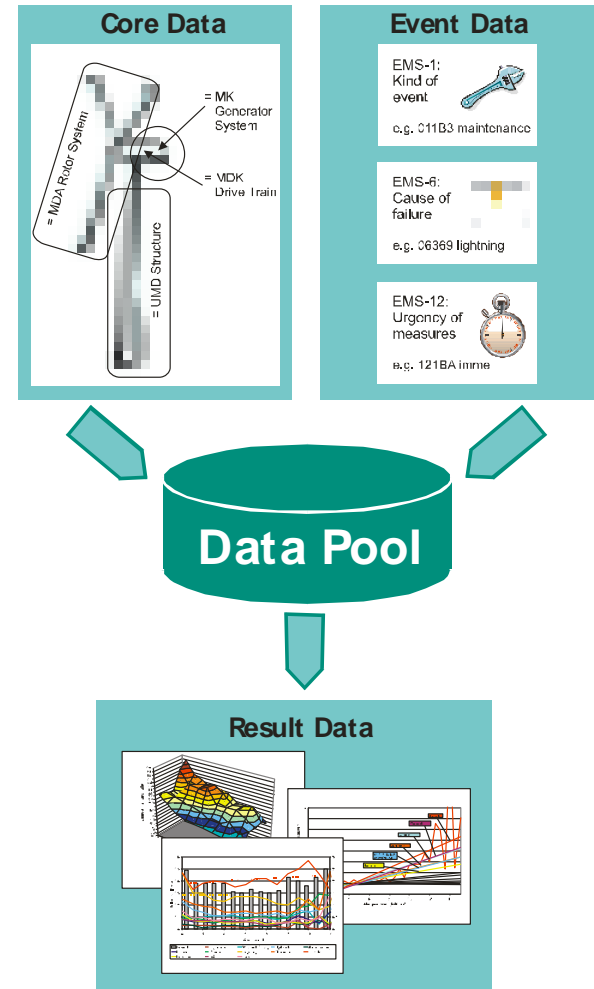 Core Data
= MK
Generator
System
= MDK
Drive Train
= MDA Rotor System
= UMD Structure
Event Data
EMS-1:
Kind of
event
e.g. 011B3 maintenance
EMS-6:
Cause of
failure
e.g. 06369 lightning
EMS-12:
Urgency of
measures
e.g. 121BA imme
Data Pool
Result Data